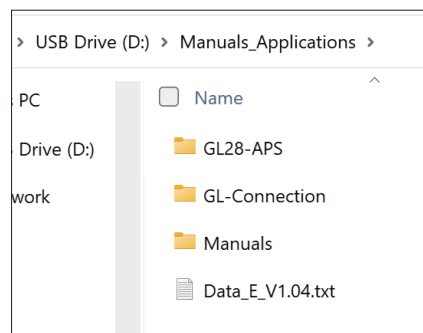 USB Drive (D:) Manuals_Applications
PC
Name
Drive (D:)
GL28-APS
work
GL-Connection
Manuals
Data_E_V1.04.txt